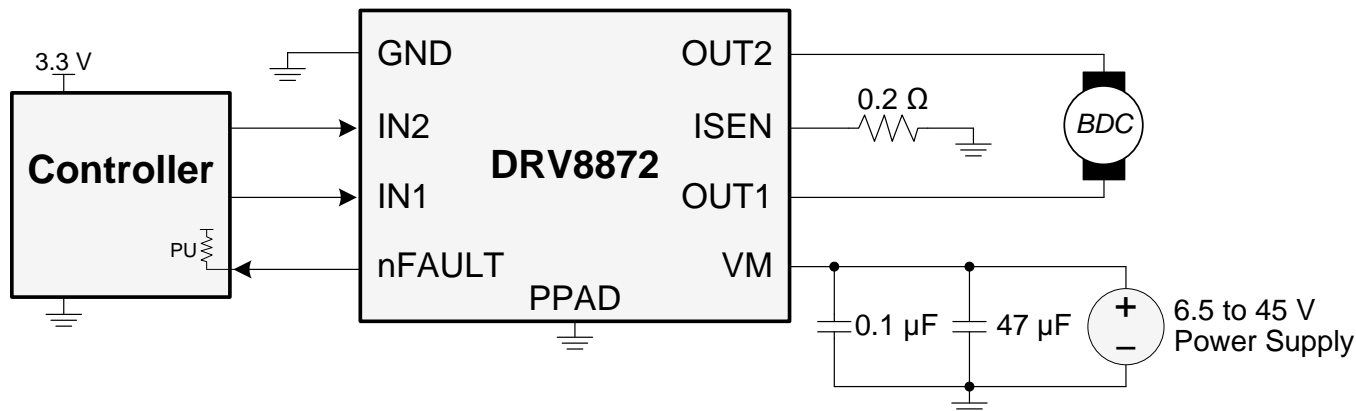 3.3 V
Controller
PU
GND
IN2
IN1
nFAULT
DRV8872
PPAD
OUT2
ISEN
OUT1
VM
0.2 Ω
BDC
0.1 µF
47 µF
+
−
6.5 to 45 V
Power Supply